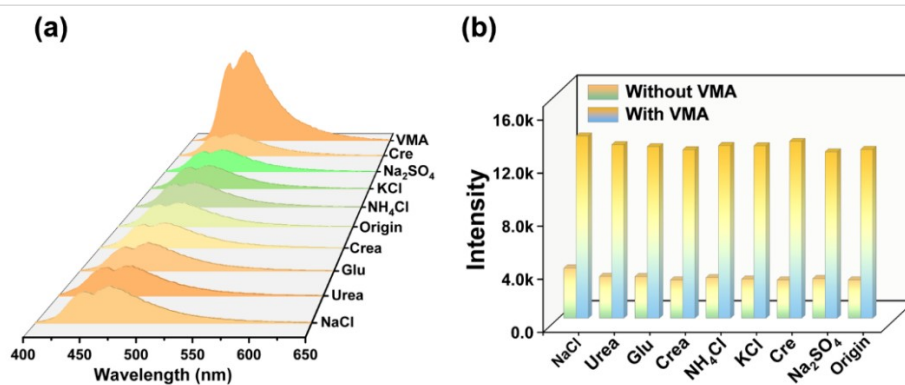 (a)
VMA
Cre
Na₂SO₄
KCl
NH₄Cl
Origin
Crea
Glu
Urea
NaCl
400 450 500 550 600 650
Wavelength (nm)
(b)
Without VMA
With VMA
16.0k
12.0k
8.0k
4.0k
0.0
Intensity
NaCl Urea Glu Crea NH₄Cl KCl Cre Na₂SO₄ Origin